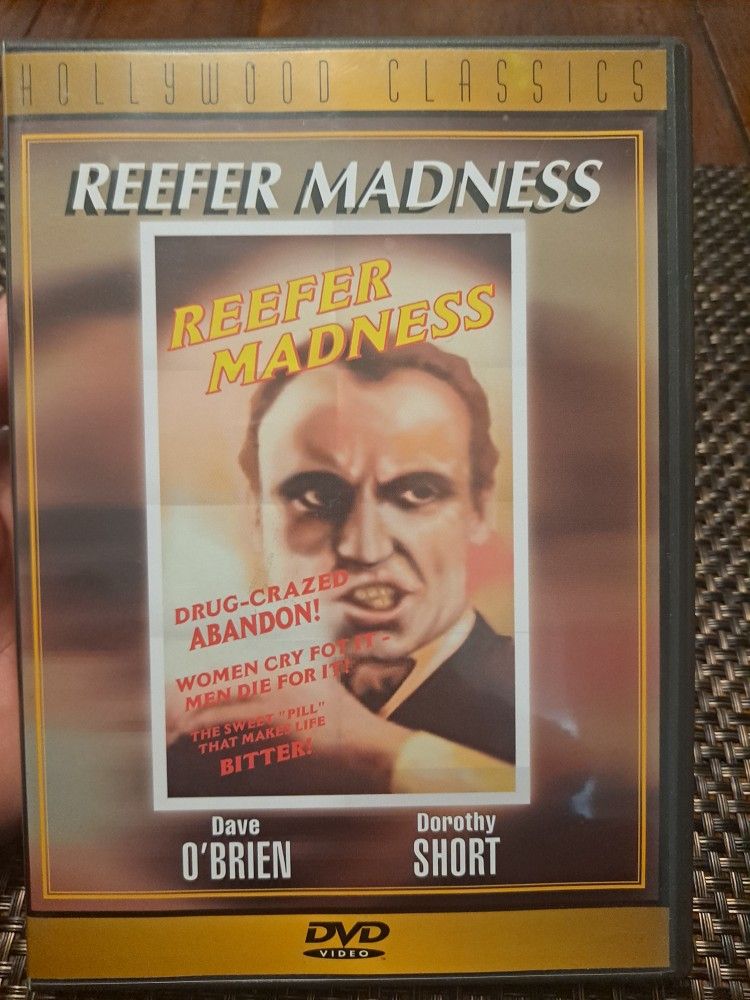 HOLLYWOOD CLASSICS
REEFER MADNESS
REEFER
MADNESS
DRUG-CRAZED
ABANDON!
WOMEN CRY FOT IT -
MEN DIE FOR IT!
THE SWEET "PILL"
THAT MAKES LIFE
BITTER!
Dave
O'BRIEN
Dorothy
SHORT
DVD
VIDEO